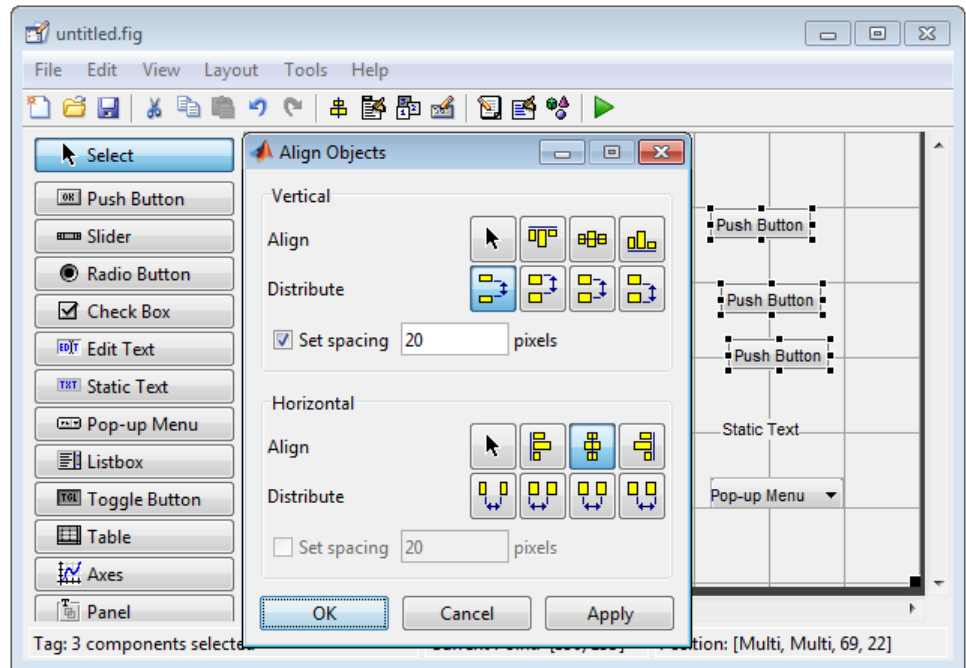 untitled.fig
File Edit View Layout Tools Help
Select
Push Button
Slider
Radio Button
Check Box
Edit Text
Static Text
Pop-up Menu
Listbox
Toggle Button
Table
Axes
Panel
Align Objects
Vertical
Align
Distribute
Set spacing 20 pixels
Horizontal
Align
Distribute
Set spacing 20 pixels
OK Cancel Apply
Push Button
Push Button
Push Button
Static Text
Pop-up Menu
Tag: 3 components selected
[Multi, Multi, 69, 22]